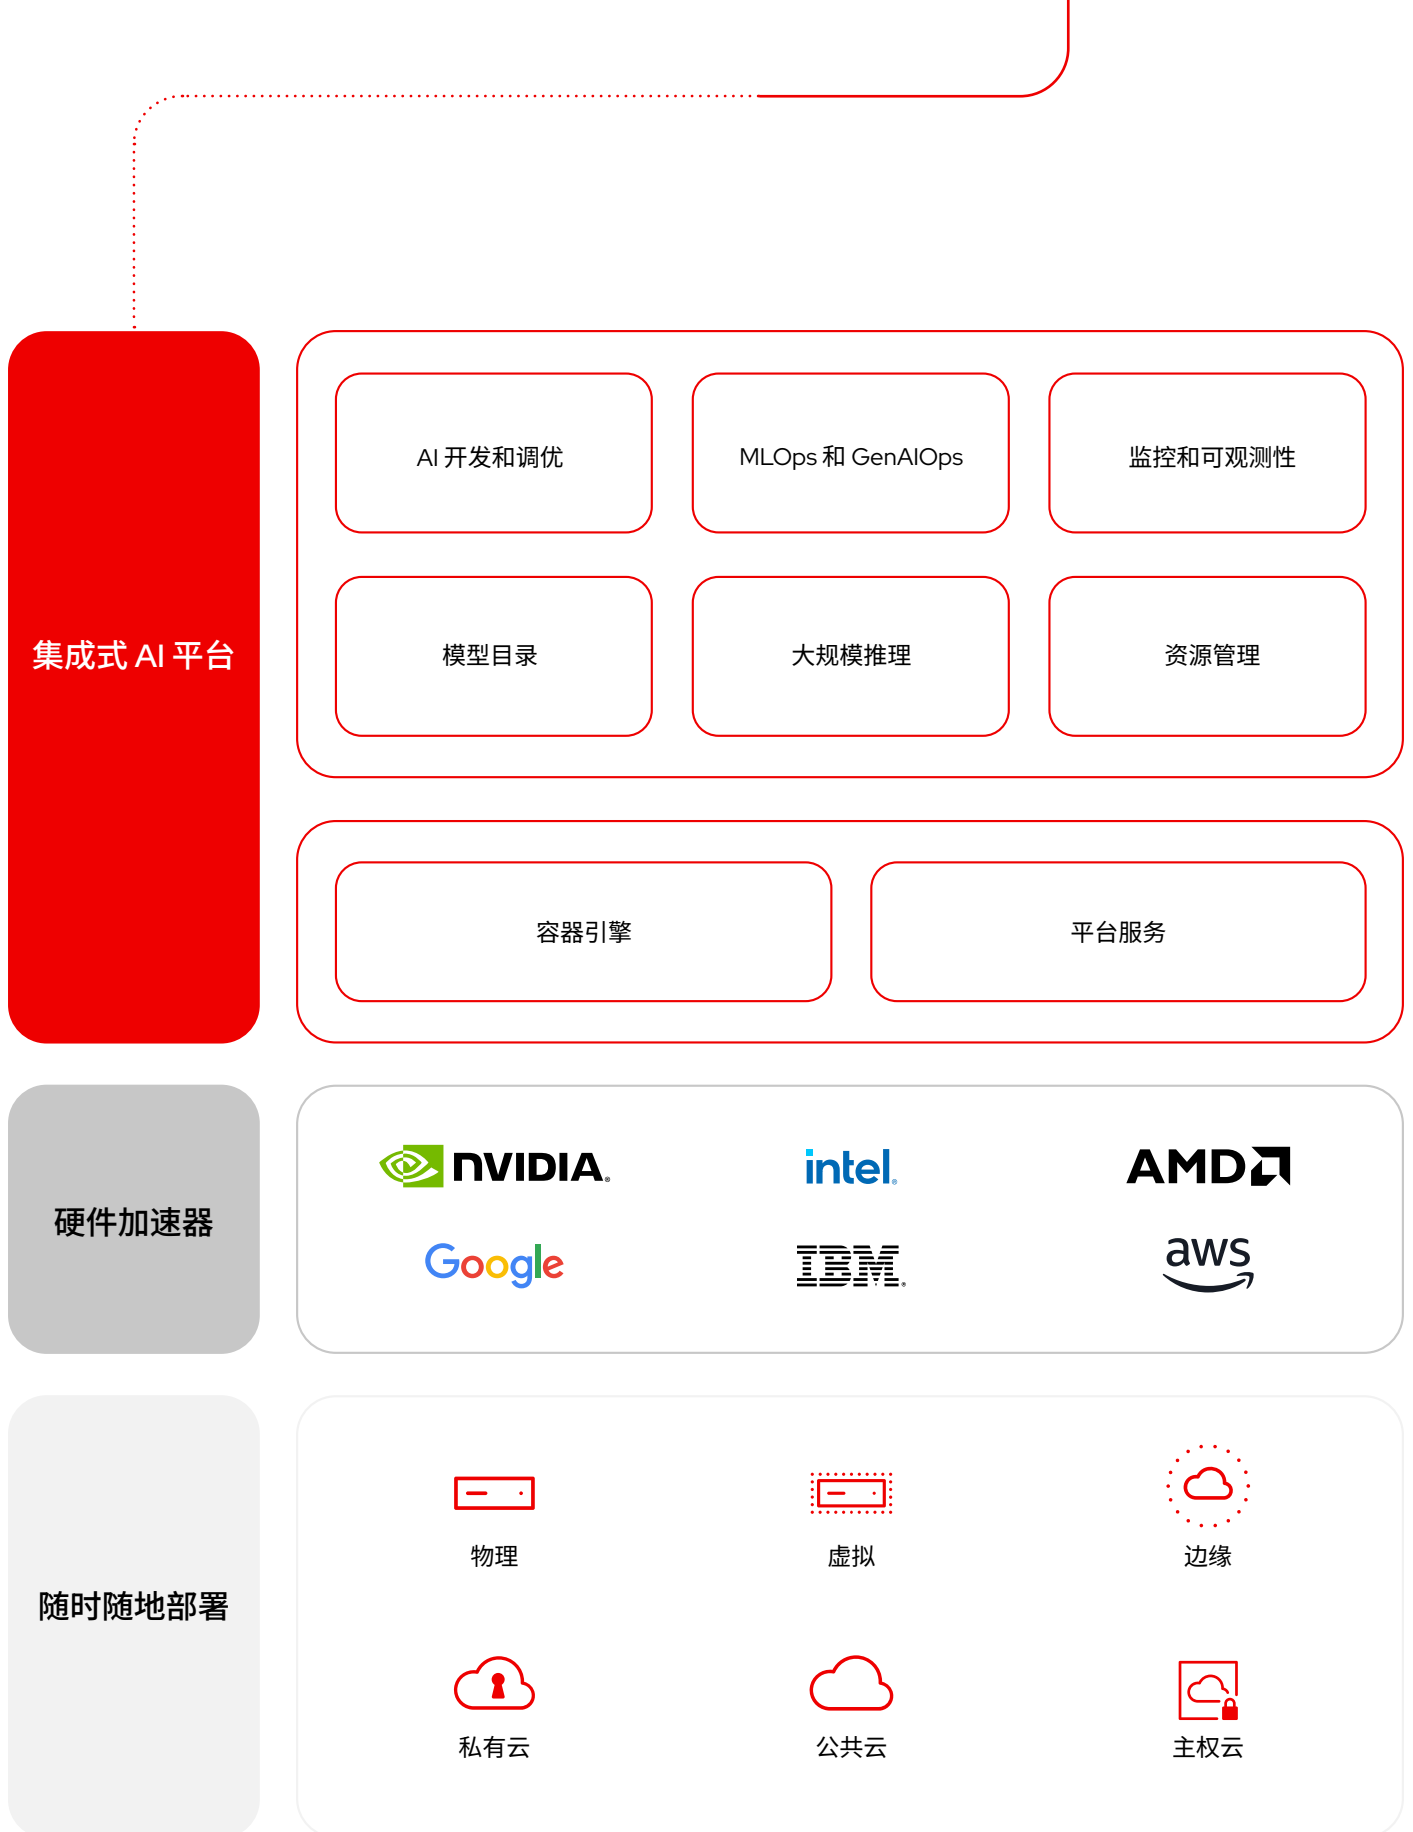 集成式 AI 平台
AI 开发和调优
MLOps 和 GenAIOps
监控和可观测性
模型目录
大规模推理
资源管理
容器引擎
平台服务
硬件加速器
NVIDIA®
intel®
AMD
Google
IBM®
aws
随时随地部署
物理
虚拟
边缘
私有云
公共云
主权云